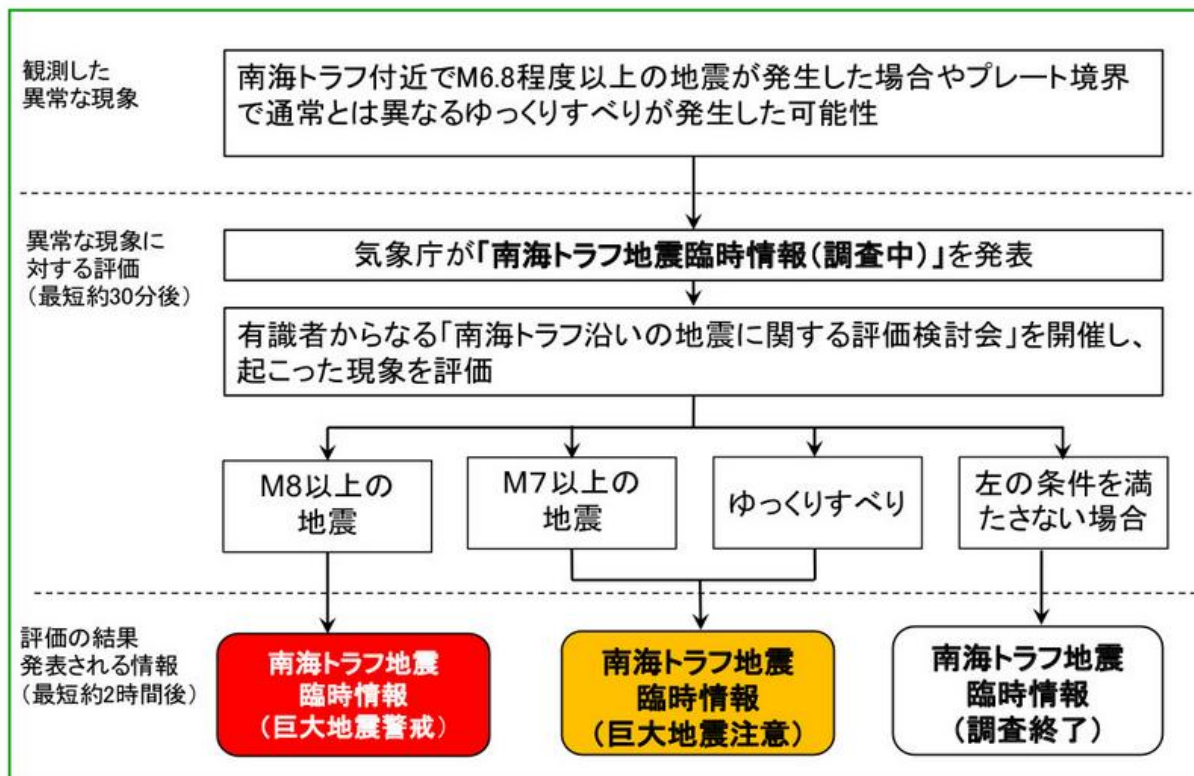 観測した
異常な現象
南海トラフ付近でM6.8程度以上の地震が発生した場合やプレート境界
で通常とは異なるゆっくりすべりが発生した可能性
異常な現象に
対する評価
（最短約30分後）
気象庁が「南海トラフ地震臨時情報（調査中）」を発表
有識者からなる「南海トラフ沿いの地震に関する評価検討会」を開催し、
起こった現象を評価
M8以上の
地震
M7以上の
地震
ゆっくりすべり
左の条件を満
たさない場合
評価の結果
発表される情報
（最短約2時間後）
南海トラフ地震
臨時情報
（巨大地震警戒）
南海トラフ地震
臨時情報
（巨大地震注意）
南海トラフ地震
臨時情報
（調査終了）